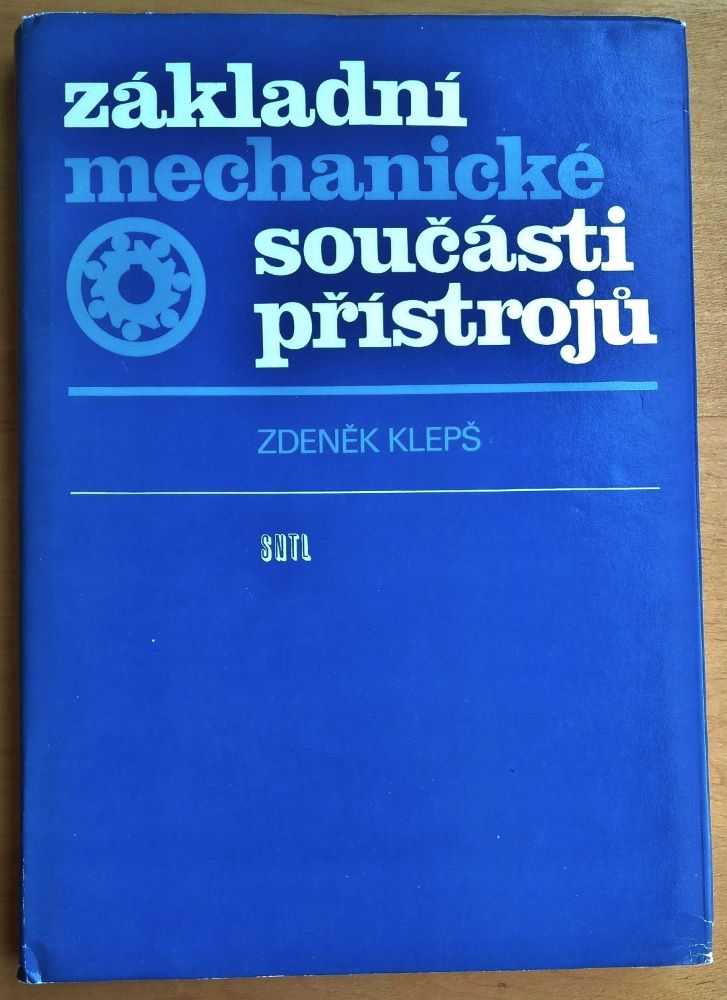 základní
mechanické
součásti
přístrojů
ZDENĚK KLEPŠ
SNTL